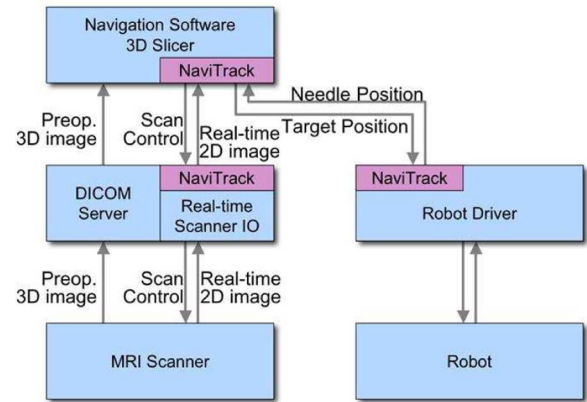 Navigation Software
3D Slicer
NaviTrack
Needle Position
Target Position
Preop.
3D image
Scan
Control
Real-time
2D image
DICOM
Server
NaviTrack
Real-time
Scanner IO
NaviTrack
Robot Driver
Preop.
3D image
Scan
Control
Real-time
2D image
MRI Scanner
Robot